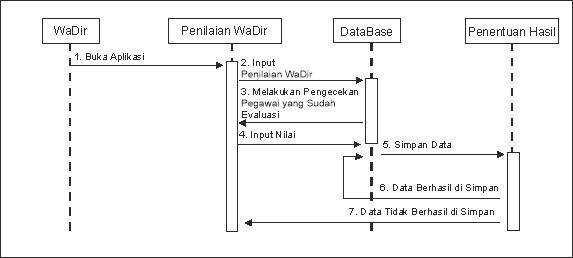 WaDir
Penilaian WaDir
DataBase
Penentuan Hasil
1. Buka Aplikasi
2. Input
Penilaian WaDir
3. Melakukan Pengecekan
Pegawai yang Sudah
Evaluasi
4. Input Nilai
5. Simpan Data
6. Data Berhasil di Simpan
7. Data Tidak Berhasil di Simpan